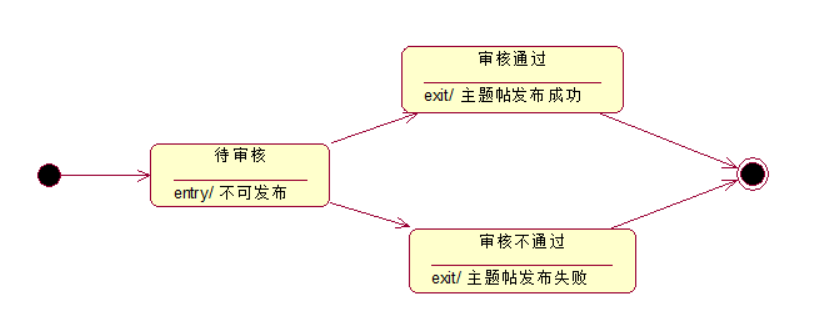 审核通过
exit/ 主题帖发布成功
待审核
entry/ 不可发布
审核不通过
exit/ 主题帖发布失败